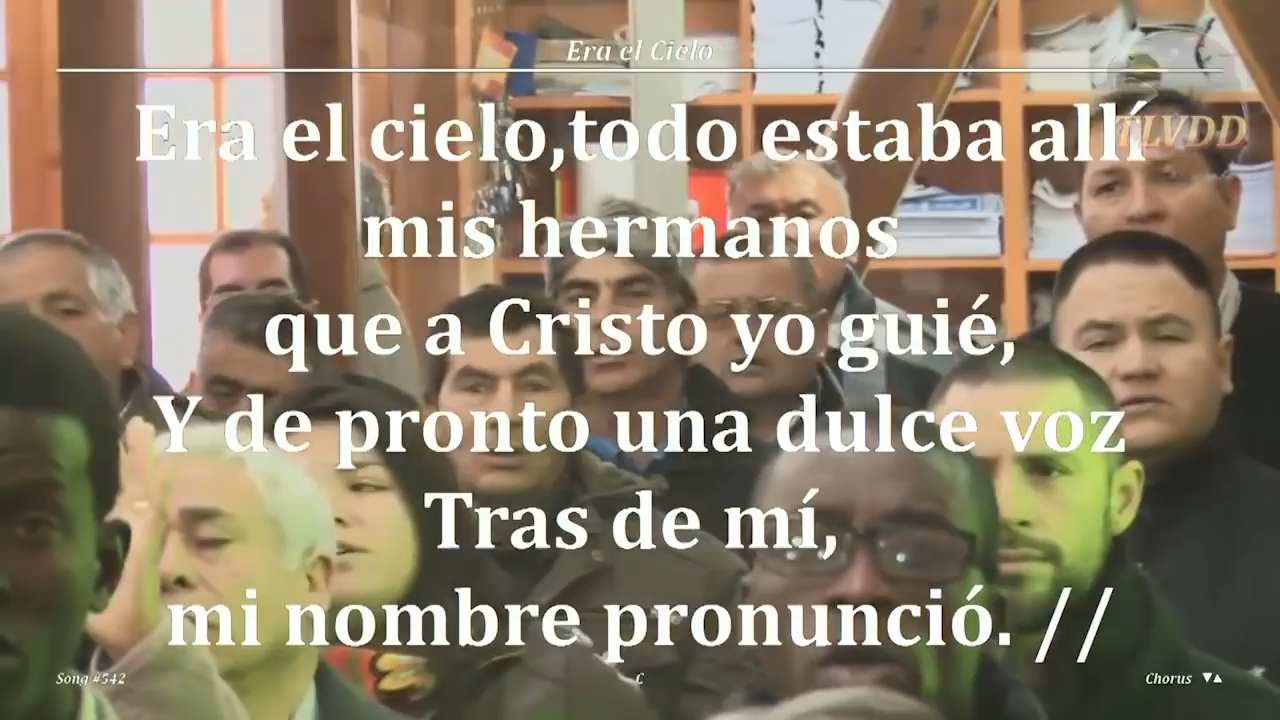 Era el Cielo
Era el cielo,todo estaba allí
TLVDD
mis hermanos
que a Cristo yo guié,
Y de pronto una dulce voz
Tras de mí,
mi nombre pronunció. //
Song #542
C
Chorus ▼▲